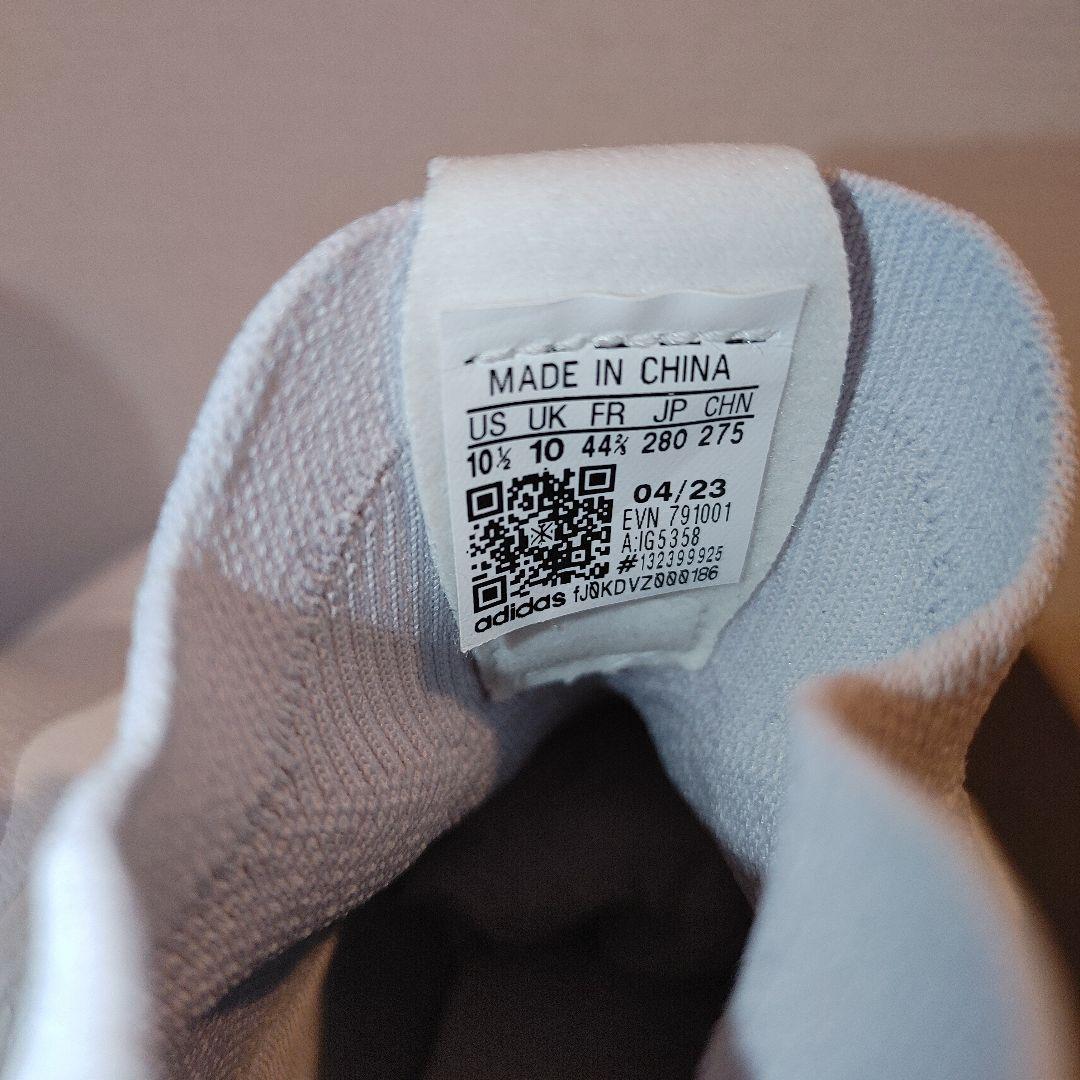 MADE IN CHINA
US UK FR JP CHN
10½ 10 44⅔ 280 275
04/23
EVN 791001
A:IG5358
#132399925
adidas fJ0KDVZ000186